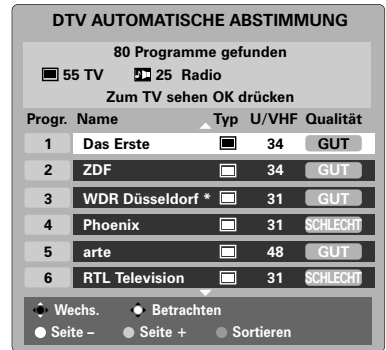 DTV AUTOMATISCHE ABSTIMMUNG
80 Programme gefunden
55 TV 25 Radio
Zum TV sehen OK drücken
Progr. Name Typ U/VHF Qualität
1 Das Erste 34 GUT
2 ZDF 34 GUT
3 WDR Düsseldorf * 31 GUT
4 Phoenix 31 SCHLECHT
5 arte 48 GUT
6 RTL Television 31 SCHLECHT
Wechs. Betrachten
Seite – Seite + Sortieren